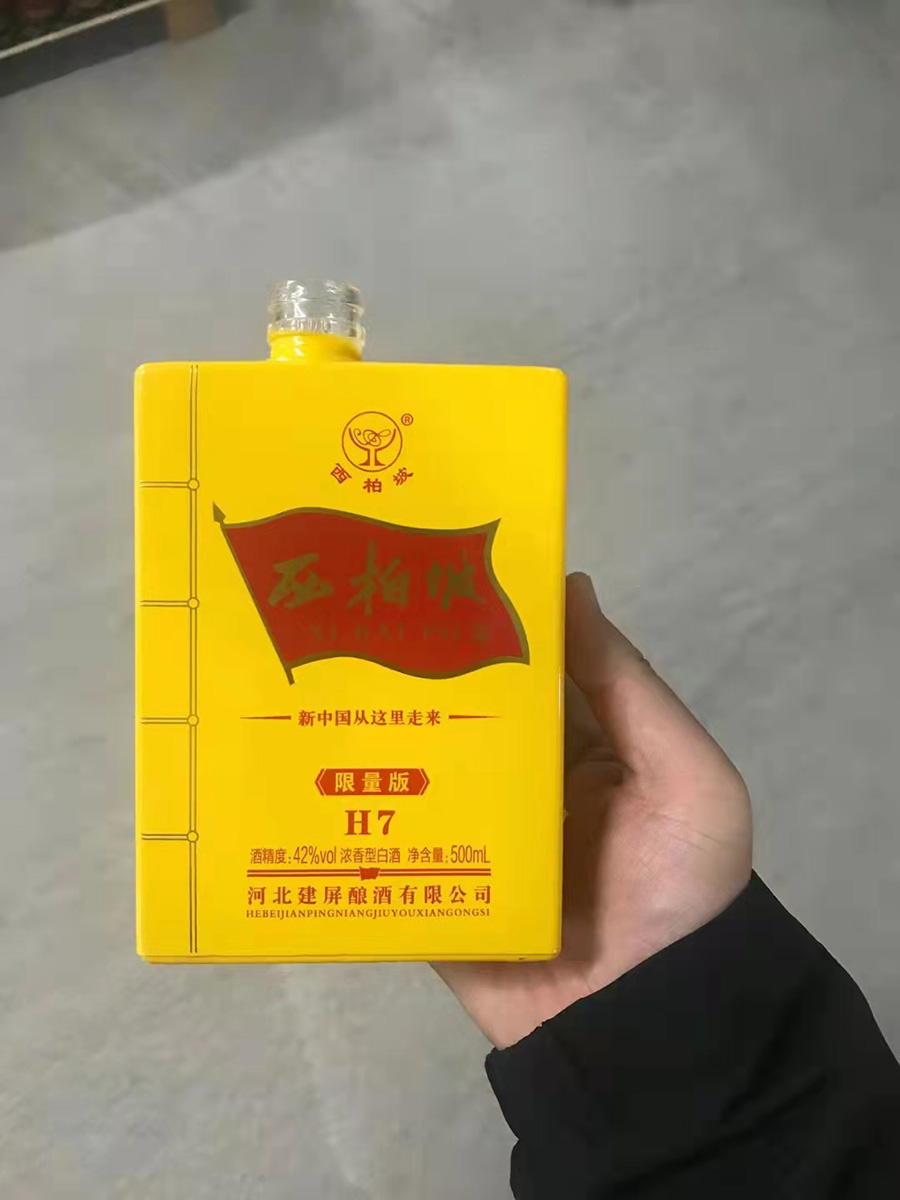 ®
西柏坡
西柏坡
XI BAI PO
新中国从这里走来
限量版
H7
酒精度:42%vol 浓香型白酒 净含量:500mL
河北建屏酿酒有限公司
HEBEIJIANPINGNIANGJIUYOUXIANGONGSI